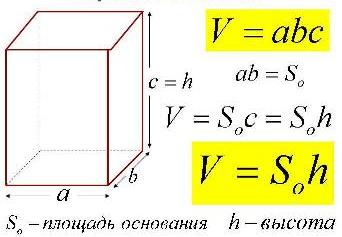 V = abc
c = h
ab = Sₒ
V = Sₒc = Sₒh
V = Sₒh
b
a
Sₒ – площадь основания h – высота